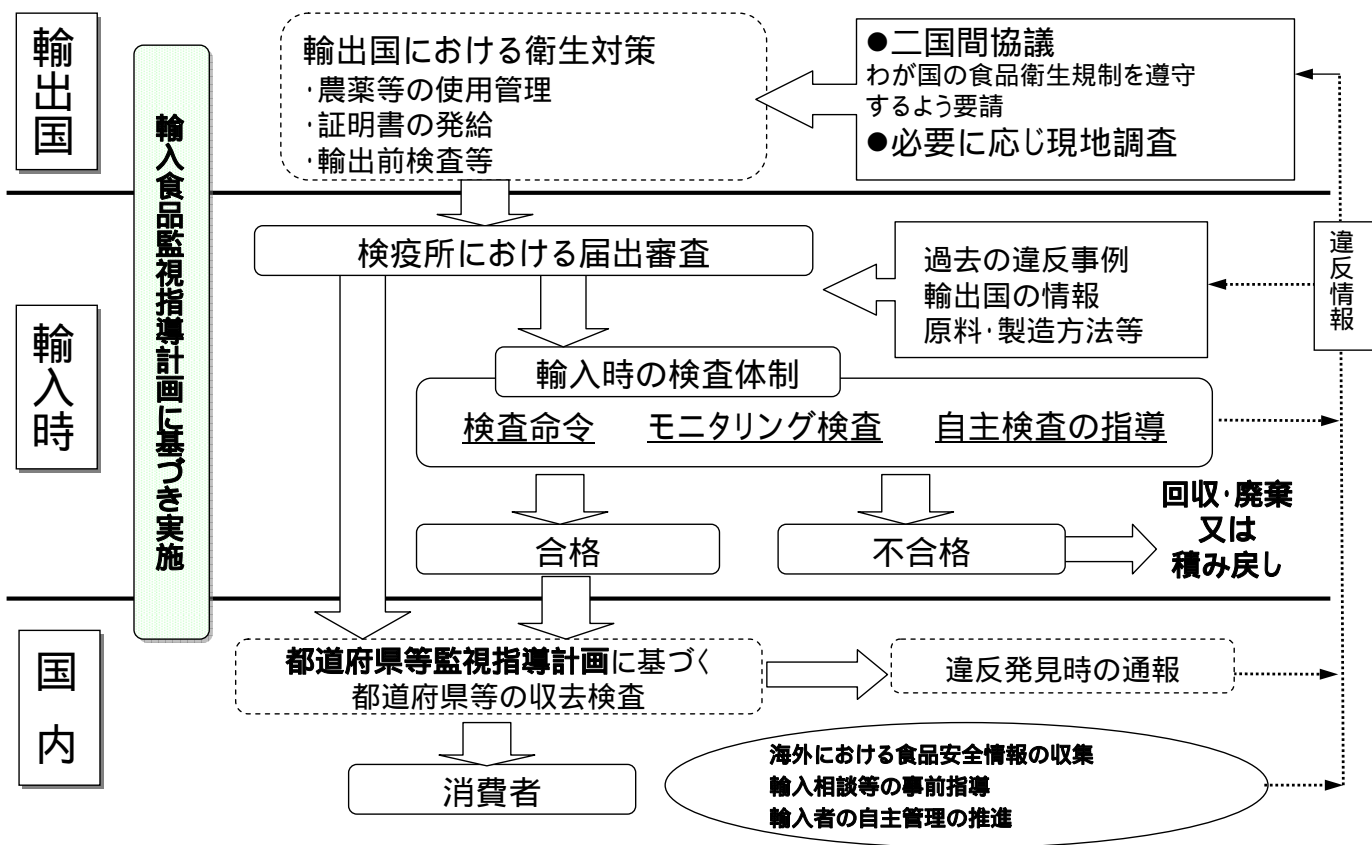 輸出国
輸入食品監視指導計画に基づき実施
輸出国における衛生対策
・農薬等の使用管理
・証明書の発給
・輸出前検査等
●二国間協議
わが国の食品衛生規制を遵守
するよう要請
●必要に応じ現地調査
輸入時
検疫所における届出審査
過去の違反事例
輸出国の情報
原料・製造方法等
違反情報
輸入時の検査体制
検査命令 モニタリング検査 自主検査の指導
合格
不合格
回収・廃棄
又は
積み戻し
国内
都道府県等監視指導計画に基づく
都道府県等の収去検査
違反発見時の通報
消費者
海外における食品安全情報の収集
輸入相談等の事前指導
輸入者の自主管理の推進